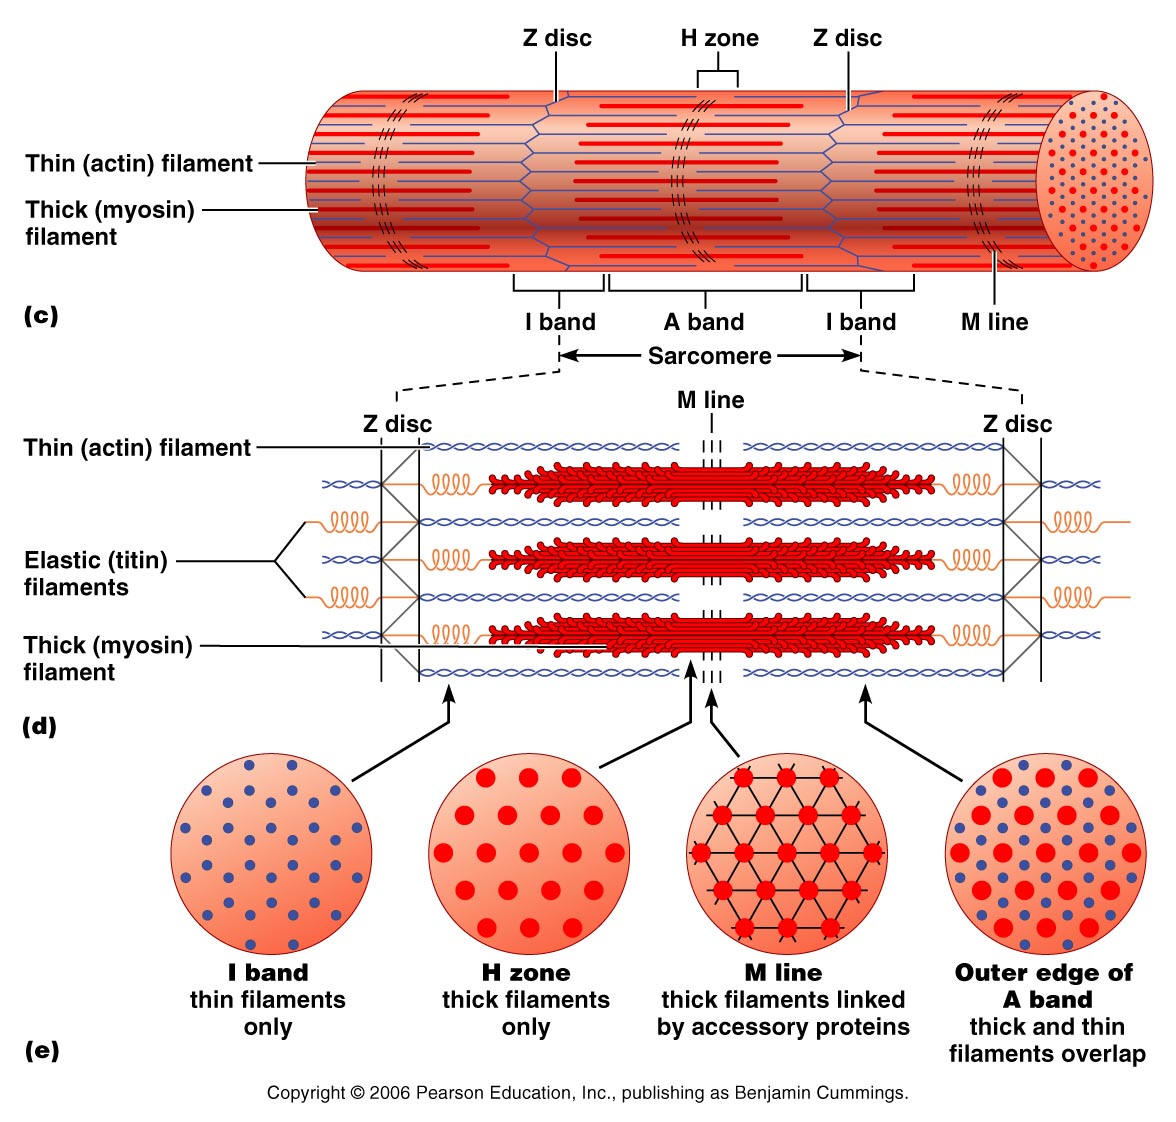 Z disc
H zone
Z disc
Thin (actin) filament
Thick (myosin)
filament
(c)
I band
A band
I band
M line
Sarcomere
M line
Z disc
Z disc
Thin (actin) filament
Elastic (titin)
filaments
Thick (myosin)
filament
(d)
I band
thin filaments
only
H zone
thick filaments
only
M line
thick filaments linked
by accessory proteins
Outer edge of
A band
thick and thin
filaments overlap
(e)
Copyright © 2006 Pearson Education, Inc., publishing as Benjamin Cummings.